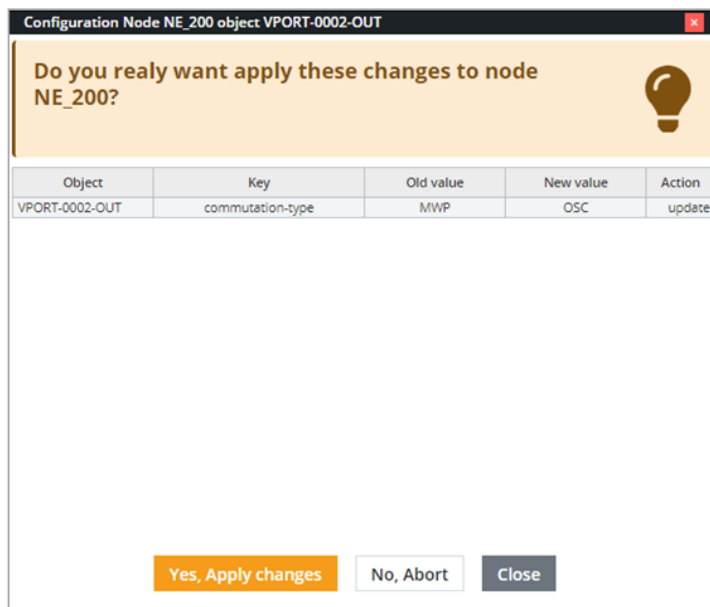 Configuration Node NE_200 object VPORT-0002-OUT
Do you realy want apply these changes to node
NE_200?
Object Key Old value New value Action
VPORT-0002-OUT commutation-type MWP OSC update
Yes, Apply changes No, Abort Close